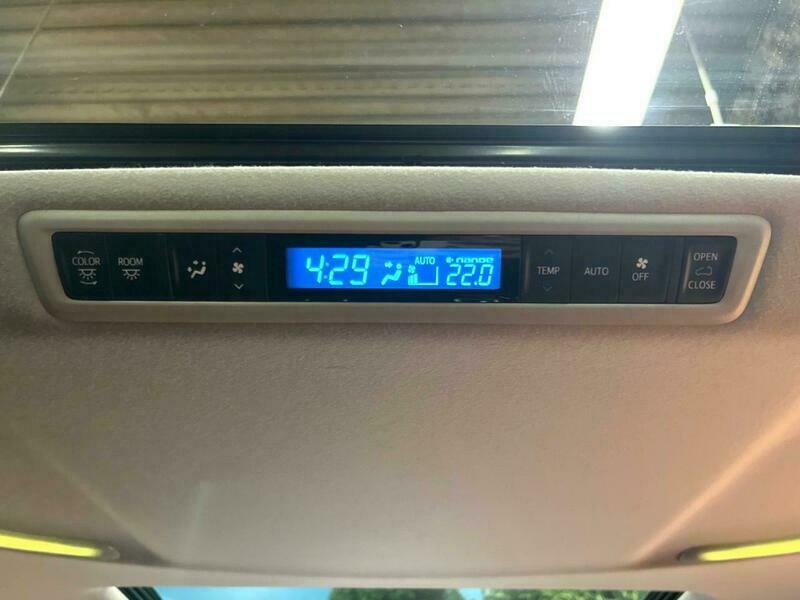 COLOR
ROOM
4:29
AUTO
nanoe
22.0
TEMP
AUTO
OFF
OPEN
CLOSE